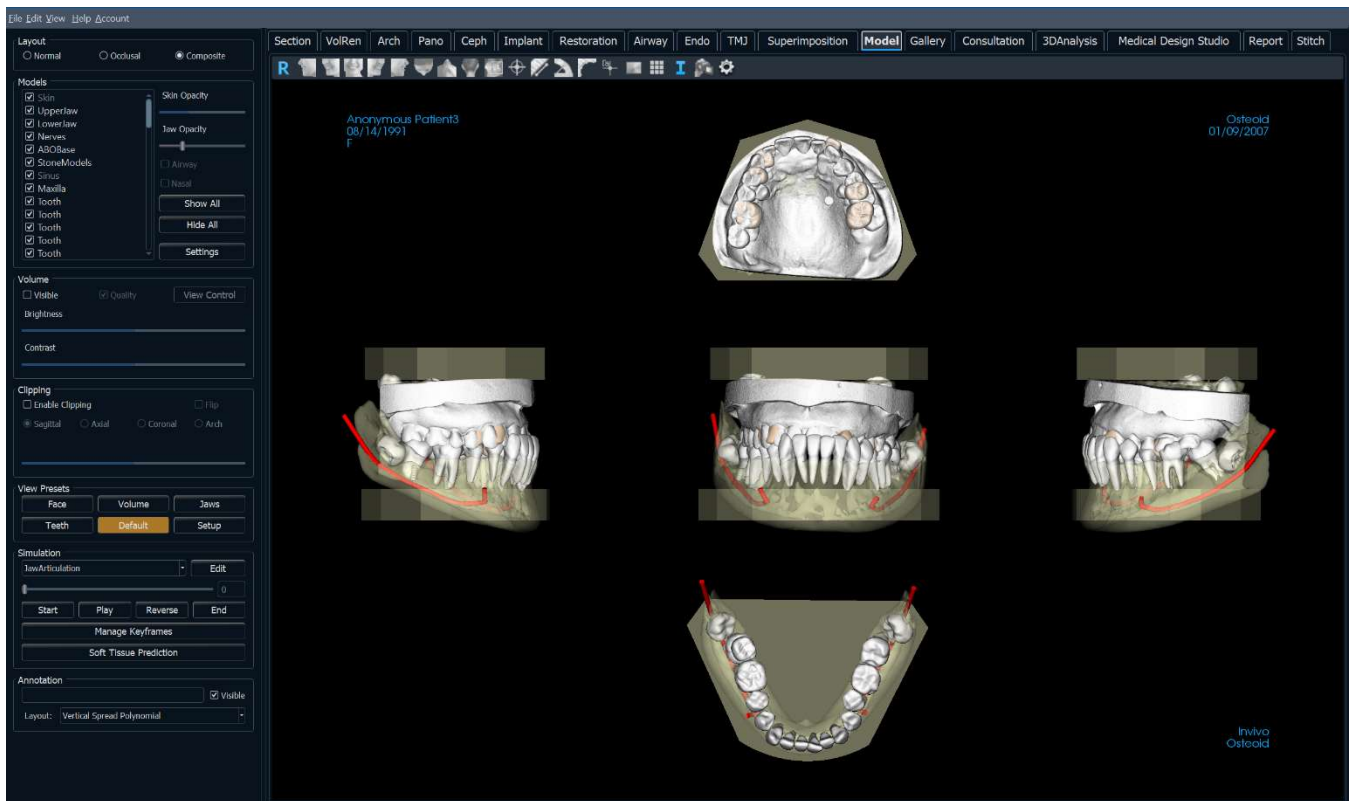 File Edit View Help Account
Layout
Normal Occlusal Composite
Models
Skin
UpperJaw
LowerJaw
Nerves
ABOBase
StoneModels
Sinus
Maxilla
Tooth
Tooth
Tooth
Tooth
Tooth
Skin Opacity
Jaw Opacity
Airway
Nasal
Show All
Hide All
Settings
Volume
Visible Quality View Control
Brightness
Contrast
Clipping
Enable Clipping Flip
Sagittal Axial Coronal Arch
View Presets
Face Volume Jaws
Teeth Default Setup
Simulation
JawArticulation Edit
0
Start Play Reverse End
Manage Keyframes
Soft Tissue Prediction
Annotation
Visible
Layout: Vertical Spread Polynomial
Section VolRen Arch Pano Ceph Implant Restoration Airway Endo TMJ Superimposition Model Gallery Consultation 3DAnalysis Medical Design Studio Report Stitch
R I
Anonymous Patient3
08/14/1991
F
Osteoid
01/09/2007
Invivo
Osteoid